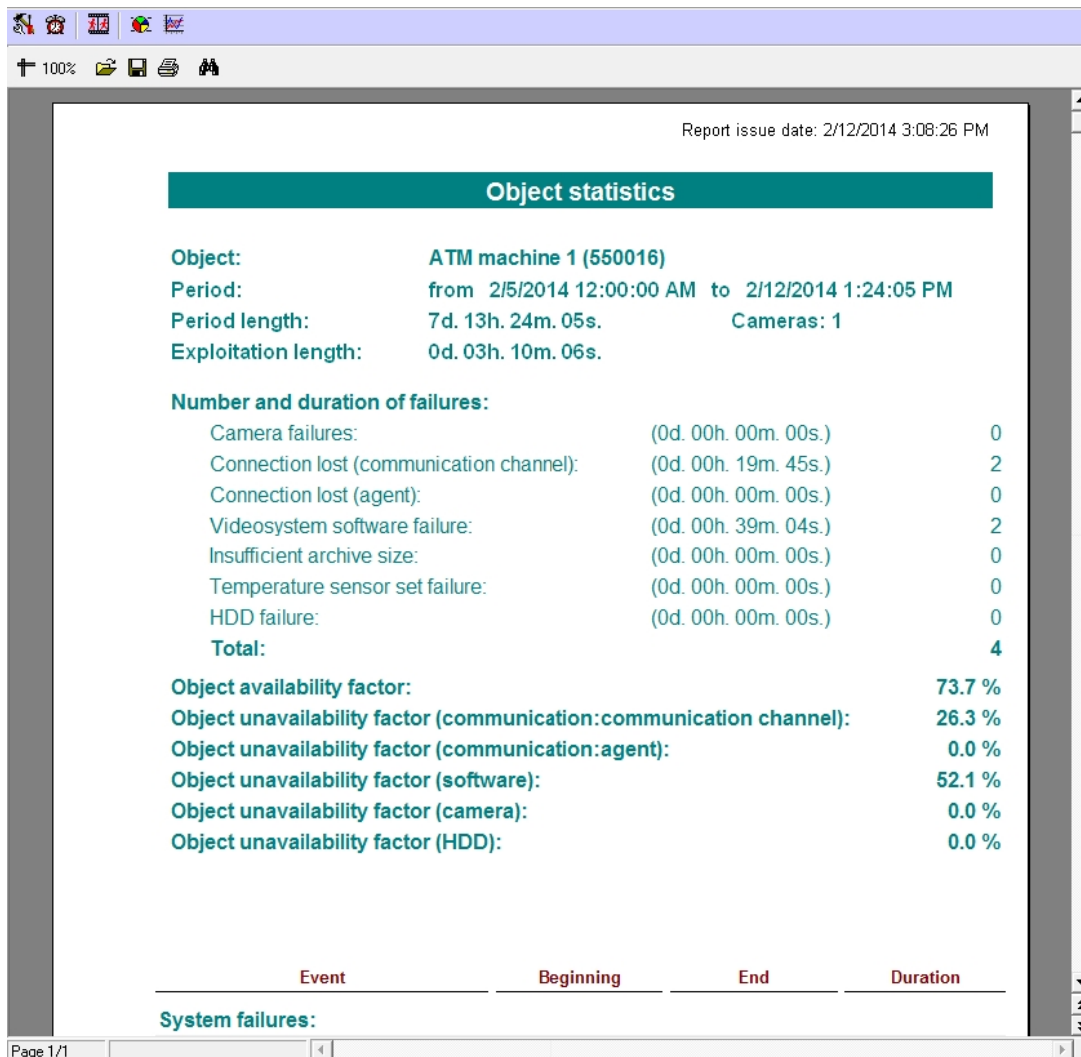 100%
Report issue date: 2/12/2014 3:08:26 PM
Object statistics
Object: ATM machine 1 (550016)
Period: from 2/5/2014 12:00:00 AM to 2/12/2014 1:24:05 PM
Period length: 7d. 13h. 24m. 05s. Cameras: 1
Exploitation length: 0d. 03h. 10m. 06s.
Number and duration of failures:
Camera failures: (0d. 00h. 00m. 00s.) 0
Connection lost (communication channel): (0d. 00h. 19m. 45s.) 2
Connection lost (agent): (0d. 00h. 00m. 00s.) 0
Videosystem software failure: (0d. 00h. 39m. 04s.) 2
Insufficient archive size: (0d. 00h. 00m. 00s.) 0
Temperature sensor set failure: (0d. 00h. 00m. 00s.) 0
HDD failure: (0d. 00h. 00m. 00s.) 0
Total: 4
Object availability factor: 73.7 %
Object unavailability factor (communication:communication channel): 26.3 %
Object unavailability factor (communication:agent): 0.0 %
Object unavailability factor (software): 52.1 %
Object unavailability factor (camera): 0.0 %
Object unavailability factor (HDD): 0.0 %
Event Beginning End Duration
System failures:
Page 1/1